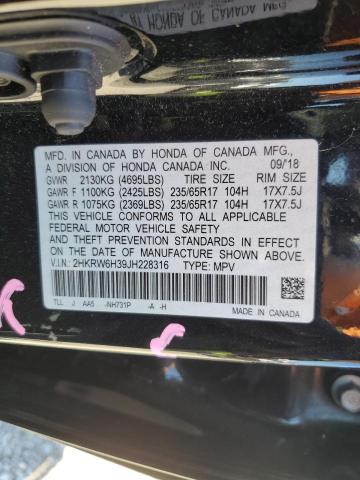 MFD. IN CANADA BY HONDA OF CANADA MFG.,
A DIVISION OF HONDA CANADA INC. 09/18
GVWR 2130KG (4695LBS) TIRE SIZE RIM SIZE
GAWR F 1100KG (2425LBS) 235/65R17 104H 17X7.5J
GAWR R 1075KG (2369LBS) 235/65R17 104H 17X7.5J
THIS VEHICLE CONFORMS TO ALL APPLICABLE
FEDERAL MOTOR VEHICLE SAFETY
AND THEFT PREVENTION STANDARDS IN EFFECT
ON THE DATE OF MANUFACTURE SHOWN ABOVE.
V.I.N.: 2HKRW6H39JH228316 TYPE: MPV
TLL J AA5 -NH731P -A -H
MADE IN CANADA